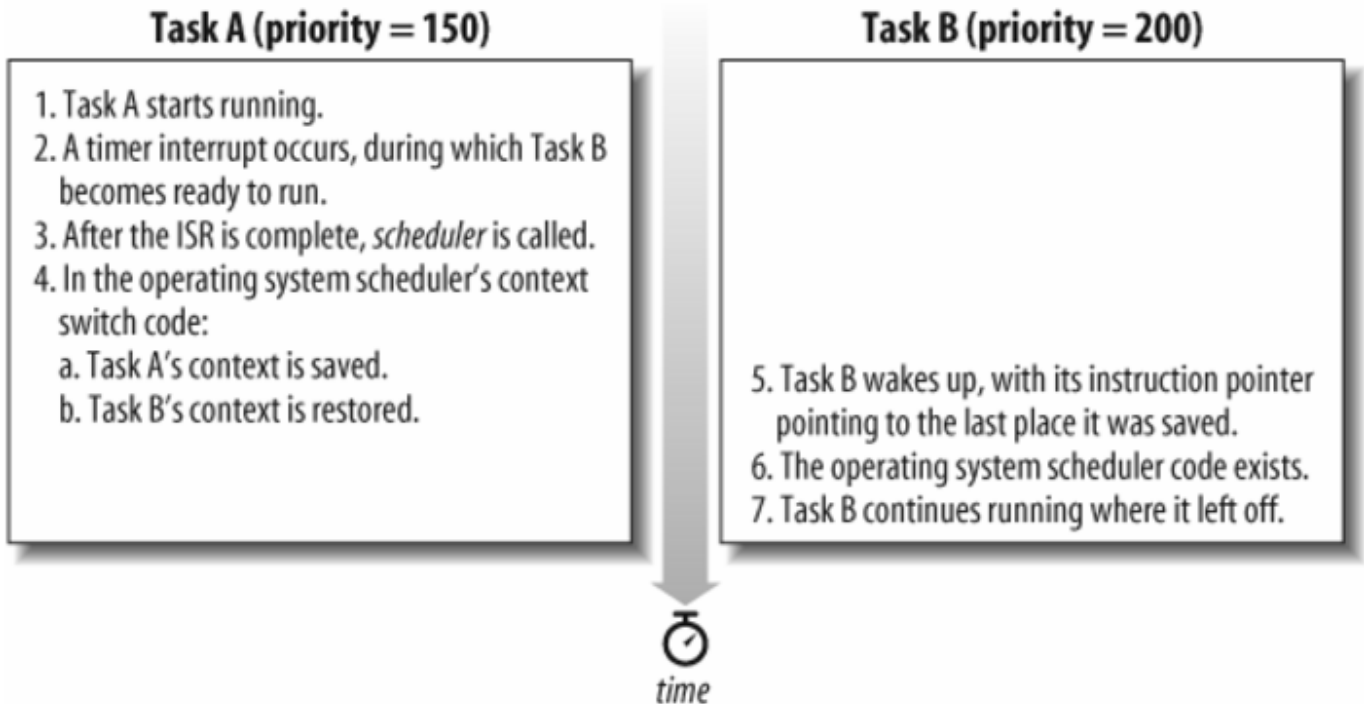 Task A (priority = 150)
1. Task A starts running.
2. A timer interrupt occurs, during which Task B
becomes ready to run.
3. After the ISR is complete, scheduler is called.
4. In the operating system scheduler's context
switch code:
a. Task A's context is saved.
b. Task B's context is restored.
Task B (priority = 200)
5. Task B wakes up, with its instruction pointer
pointing to the last place it was saved.
6. The operating system scheduler code exists.
7. Task B continues running where it left off.
time